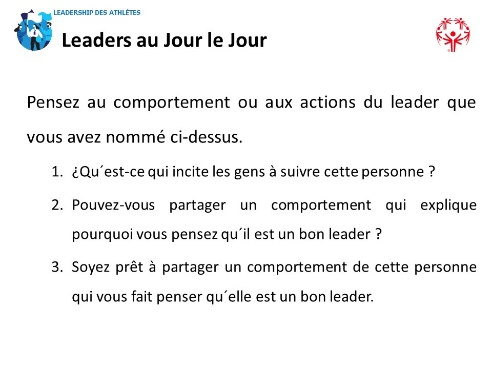 LEADERSHIP DES ATHLÈTES
Leaders au Jour le Jour
Pensez au comportement ou aux actions du leader que
vous avez nommé ci-dessus.
1. ¿Qu´est-ce qui incite les gens à suivre cette personne ?
2. Pouvez-vous partager un comportement qui explique
pourquoi vous pensez qu´il est un bon leader ?
3. Soyez prêt à partager un comportement de cette personne
qui vous fait penser qu´elle est un bon leader.